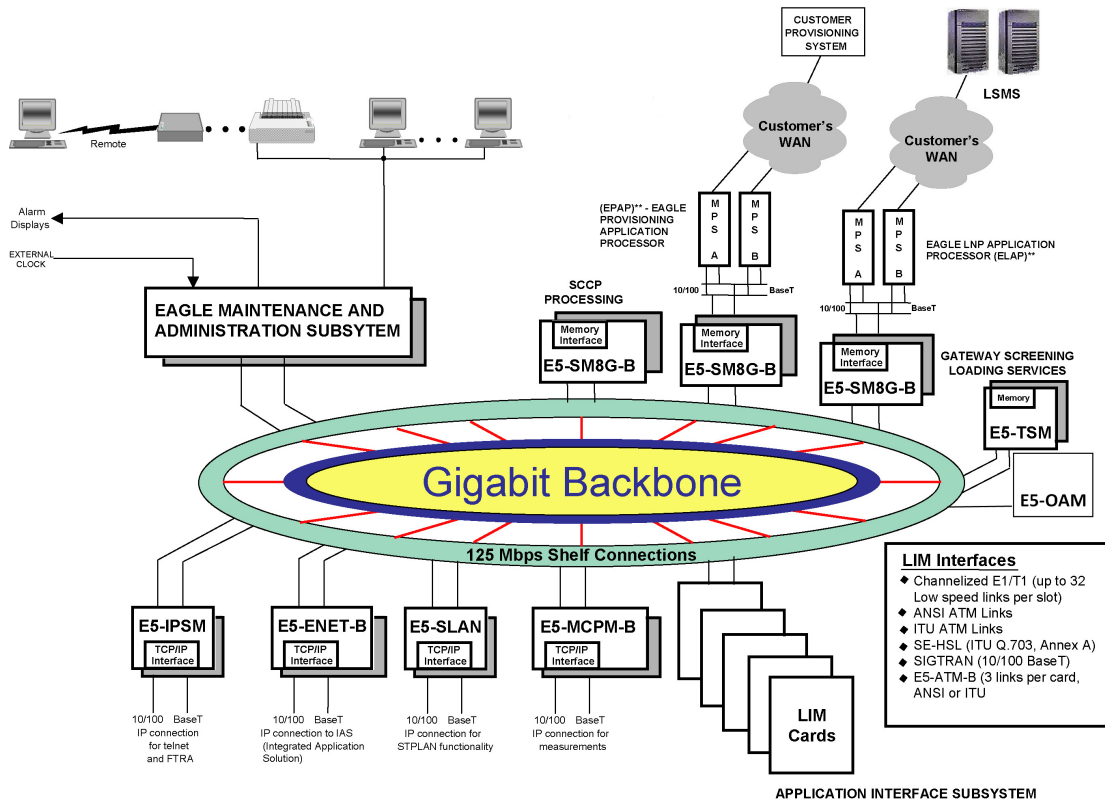 CUSTOMER
PROVISIONING
SYSTEM
LSMS
Remote
Customer's
WAN
Customer's
WAN
Alarm
Displays
EXTERNAL
CLOCK
(EPAP)** - EAGLE
PROVISIONING
APPLICATION
PROCESSOR
M
P
S
A
M
P
S
B
M
P
S
A
M
P
S
B
EAGLE LNP APPLICATION
PROCESSOR (ELAP)**
10/100
BaseT
10/100
BaseT
EAGLE MAINTENANCE AND
ADMINISTRATION SUBSYTEM
SCCP
PROCESSING
Memory
Interface
E5-SM8G-B
Memory
Interface
E5-SM8G-B
Memory
Interface
E5-SM8G-B
GATEWAY SCREENING
LOADING SERVICES
Memory
E5-TSM
E5-OAM
Gigabit Backbone
125 Mbps Shelf Connections
E5-IPSM
TCP/IP
Interface
10/100 BaseT
IP connection
for telnet
and FTRA
E5-ENET-B
TCP/IP
Interface
10/100 BaseT
IP connection to IAS
(Integrated Application
Solution)
E5-SLAN
TCP/IP
Interface
10/100 BaseT
IP connection for
STPLAN functionality
E5-MCPM-B
TCP/IP
Interface
10/100 BaseT
IP connection for
measurements
LIM
Cards
APPLICATION INTERFACE SUBSYSTEM
LIM Interfaces
◆ Channelized E1/T1 (up to 32
Low speed links per slot)
◆ ANSI ATM Links
◆ ITU ATM Links
◆ SE-HSL (ITU Q.703, Annex A)
◆ SIGTRAN (10/100 BaseT)
◆ E5-ATM-B (3 links per card,
ANSI or ITU